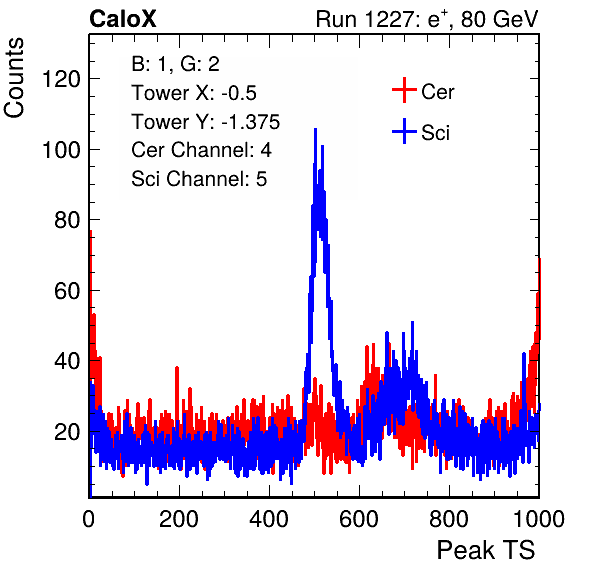 CaloX Run 1227: e⁺, 80 GeV
Counts
B: 1, G: 2
Tower X: -0.5
Tower Y: -1.375
Cer Channel: 4
Sci Channel: 5
Cer
Sci
120
100
80
60
40
20
0 200 400 600 800 1000
Peak TS